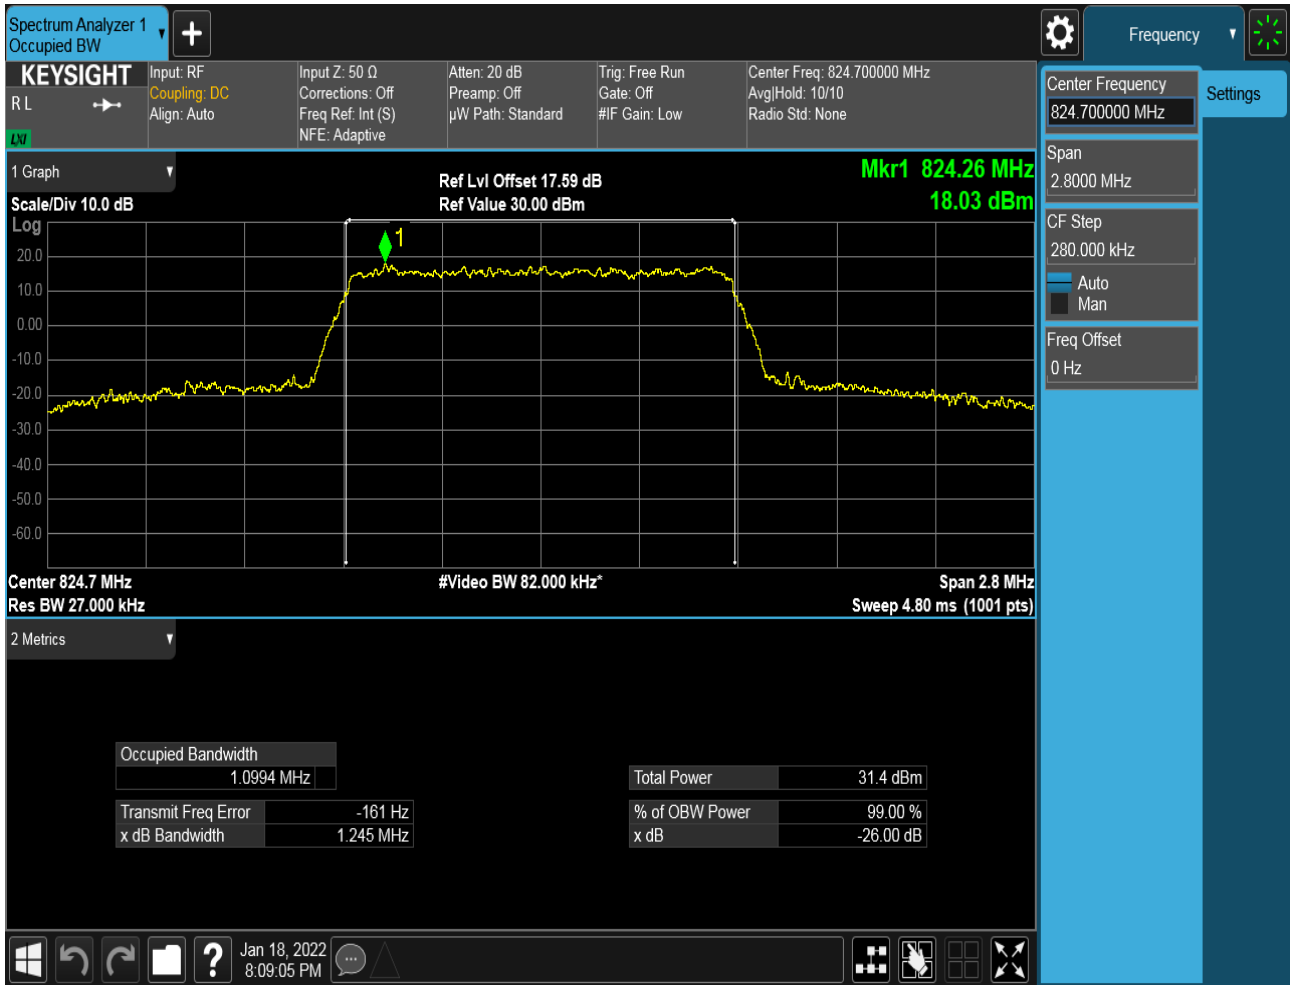 Spectrum Analyzer 1
Occupied BW
Frequency
KEYSIGHT
R L
LXI
Input: RF
Coupling: DC
Align: Auto
Input Z: 50 Ω
Corrections: Off
Freq Ref: Int (S)
NFE: Adaptive
Atten: 20 dB
Preamp: Off
µW Path: Standard
Trig: Free Run
Gate: Off
#IF Gain: Low
Center Freq: 824.700000 MHz
Avg|Hold: 10/10
Radio Std: None
Center Frequency
824.700000 MHz
Settings
Span
2.8000 MHz
CF Step
280.000 kHz
Auto
Man
Freq Offset
0 Hz
1 Graph
Scale/Div 10.0 dB
Ref Lvl Offset 17.59 dB
Ref Value 30.00 dBm
Mkr1 824.26 MHz
18.03 dBm
Log
1
20.0
10.0
0.00
-10.0
-20.0
-30.0
-40.0
-50.0
-60.0
Center 824.7 MHz
#Video BW 82.000 kHz*
Span 2.8 MHz
Res BW 27.000 kHz
Sweep 4.80 ms (1001 pts)
2 Metrics
Occupied Bandwidth
1.0994 MHz
Total Power 31.4 dBm
Transmit Freq Error -161 Hz
% of OBW Power 99.00 %
x dB Bandwidth 1.245 MHz
x dB -26.00 dB
?
Jan 18, 2022
8:09:05 PM